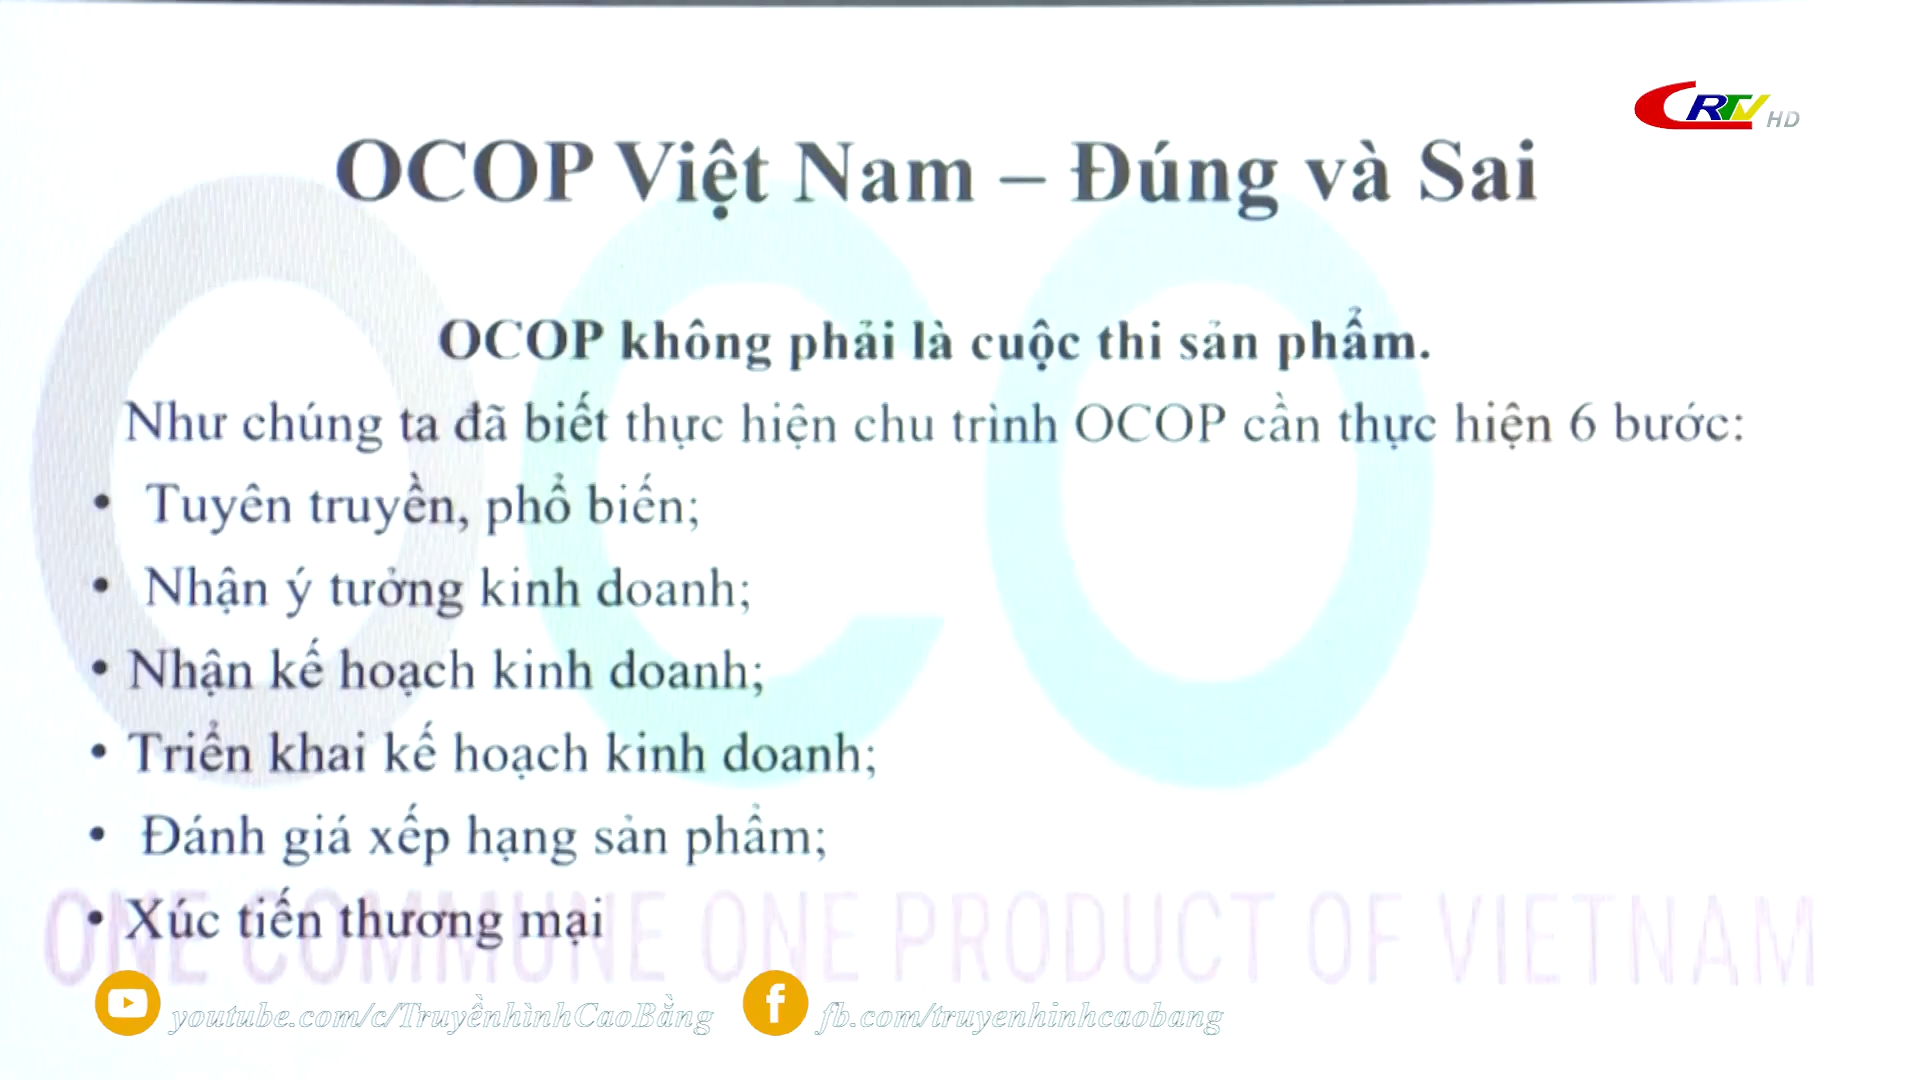 CRTV HD
OCOP Việt Nam – Đúng và Sai
OCOP không phải là cuộc thi sản phẩm.
Như chúng ta đã biết thực hiện chu trình OCOP cần thực hiện 6 bước:
• Tuyên truyền, phổ biến;
• Nhận ý tưởng kinh doanh;
• Nhận kế hoạch kinh doanh;
• Triển khai kế hoạch kinh doanh;
• Đánh giá xếp hạng sản phẩm;
• Xúc tiến thương mại
OCO
ONE COMMUNE ONE PRODUCT OF VIETNAM
youtube.com/c/TruyềnhìnhCaoBằng
fb.com/truyenhinhcaobang